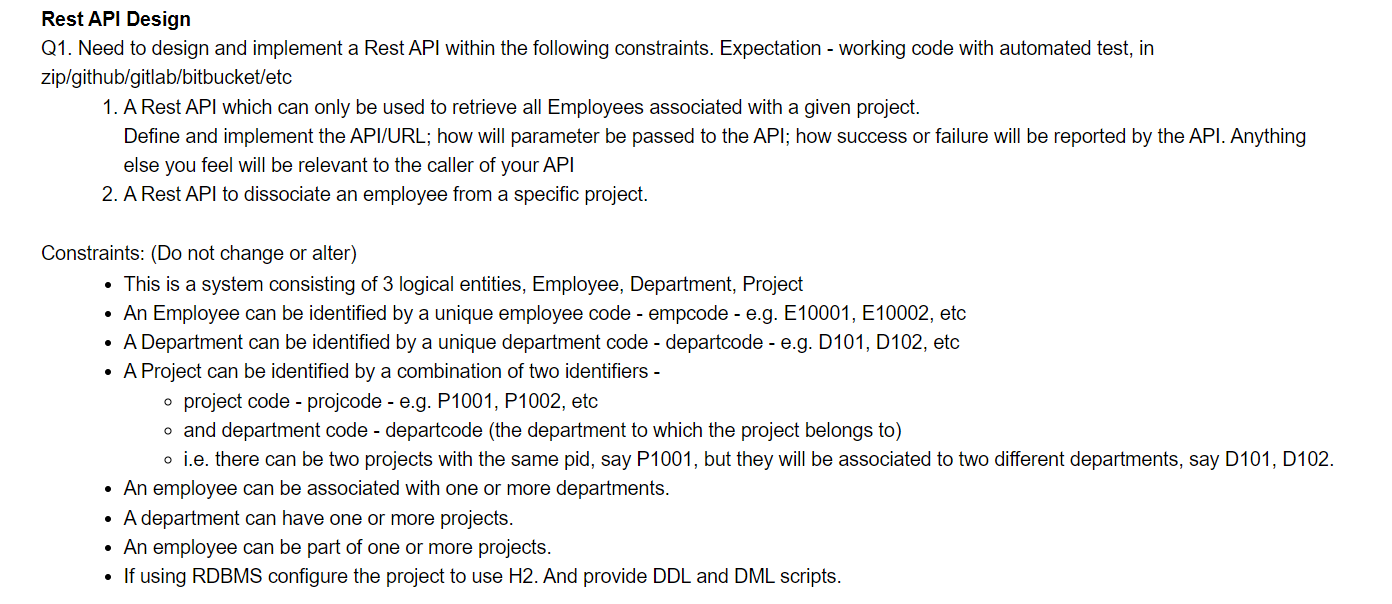 Rest API Design
Q1. Need to design and implement a Rest API within the following constraints. Expectation - working code with automated test, in
zip/github/gitlab/bitbucket/etc
1. A Rest API which can only be used to retrieve all Employees associated with a given project.
Define and implement the API/URL; how will parameter be passed to the API; how success or failure will be reported by the API. Anything
else you feel will be relevant to the caller of your API
2. A Rest API to dissociate an employee from a specific project.
Constraints: (Do not change or alter)
• This is a system consisting of 3 logical entities, Employee, Department, Project
• An Employee can be identified by a unique employee code - empcode - e.g. E10001, E10002, etc
• A Department can be identified by a unique department code - departcode - e.g. D101, D102, etc
• A Project can be identified by a combination of two identifiers -
○ project code - projcode - e.g. P1001, P1002, etc
○ and department code - departcode (the department to which the project belongs to)
○ i.e. there can be two projects with the same pid, say P1001, but they will be associated to two different departments, say D101, D102.
• An employee can be associated with one or more departments.
• A department can have one or more projects.
• An employee can be part of one or more projects.
• If using RDBMS configure the project to use H2. And provide DDL and DML scripts.